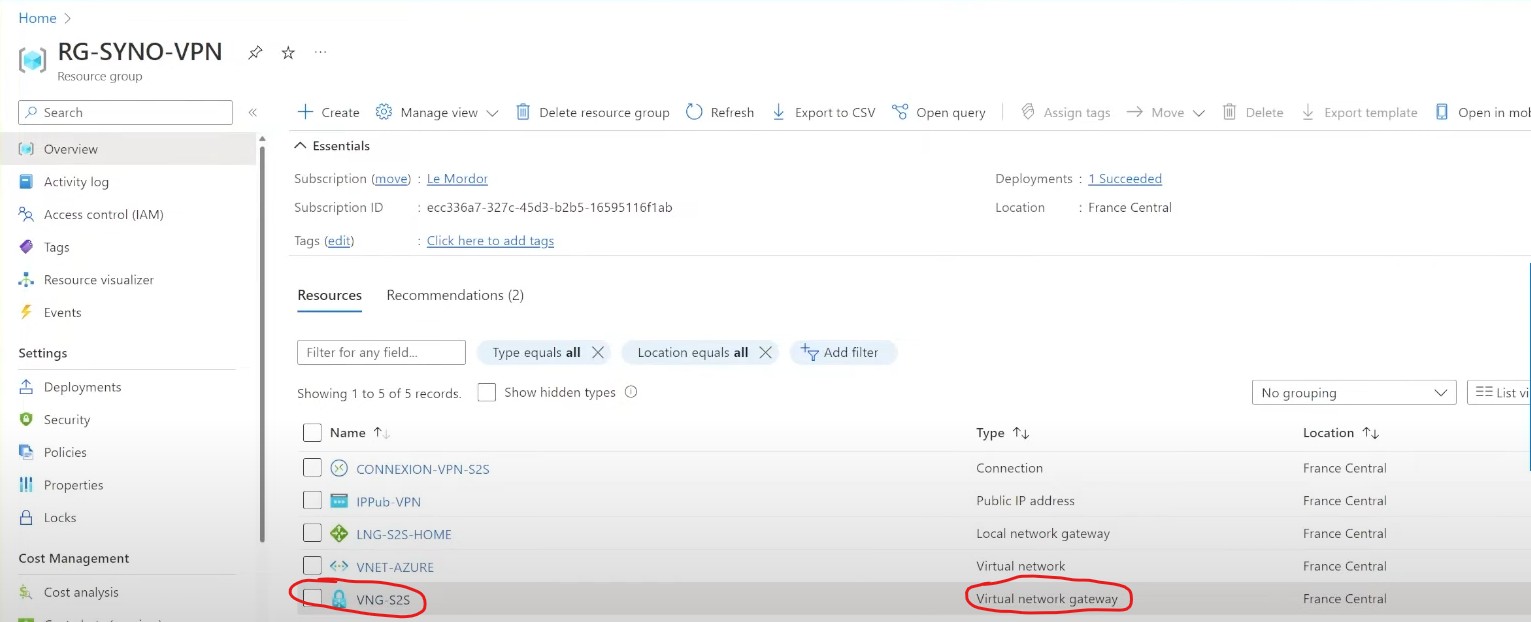 Home
RG-SYNO-VPN
Resource group
Search
Create Manage view Delete resource group Refresh Export to CSV Open query Assign tags Move Delete Export template Open in mob
Overview
Activity log
Access control (IAM)
Tags
Resource visualizer
Events
Settings
Deployments
Security
Policies
Properties
Locks
Cost Management
Cost analysis
Essentials
Subscription (move) : Le Mordor
Deployments : 1 Succeeded
Subscription ID : ecc336a7-327c-45d3-b2b5-16595116f1ab
Location : France Central
Tags (edit) : Click here to add tags
Resources Recommendations (2)
Filter for any field... Type equals all Location equals all Add filter
Showing 1 to 5 of 5 records. Show hidden types No grouping List vi
Name Type Location
CONNEXION-VPN-S2S Connection France Central
IPPub-VPN Public IP address France Central
LNG-S2S-HOME Local network gateway France Central
VNET-AZURE Virtual network France Central
VNG-S2S Virtual network gateway France Central